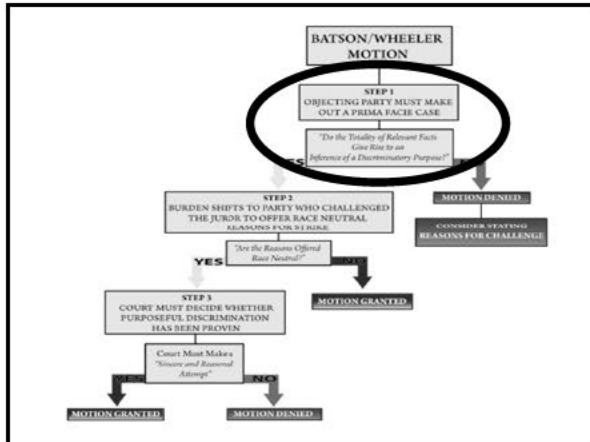 BATSON/WHEELER
MOTION
STEP 1
OBJECTING PARTY MUST MAKE
OUT A PRIMA FACIE CASE
"Do the Totality of Relevant Facts
Give Rise to an
Inference of a Discriminatory Purpose?"
STEP 2
BURDEN SHIFTS TO PARTY WHO CHALLENGED
THE JUROR TO OFFER RACE NEUTRAL
REASONS FOR STRIKE
MOTION DENIED
CONSIDER STATING
REASONS FOR CHALLENGE
"Are the Reasons Offered
Race Neutral?"
YES
NO
STEP 3
COURT MUST DECIDE WHETHER
PURPOSEFUL DISCRIMINATION
HAS BEEN PROVEN
MOTION GRANTED
Court Must Make a
"Sincere and Reasoned
Attempt"
YES
NO
MOTION GRANTED
MOTION DENIED